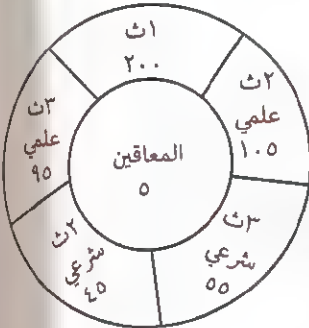 ١ث
٢٠٠
٢ث
علمي
١٠٥
٣ث
شرعي
٥٥
٢ث
شرعي
٤٥
٣ث
علمي
٩٥
المعاقين
٥